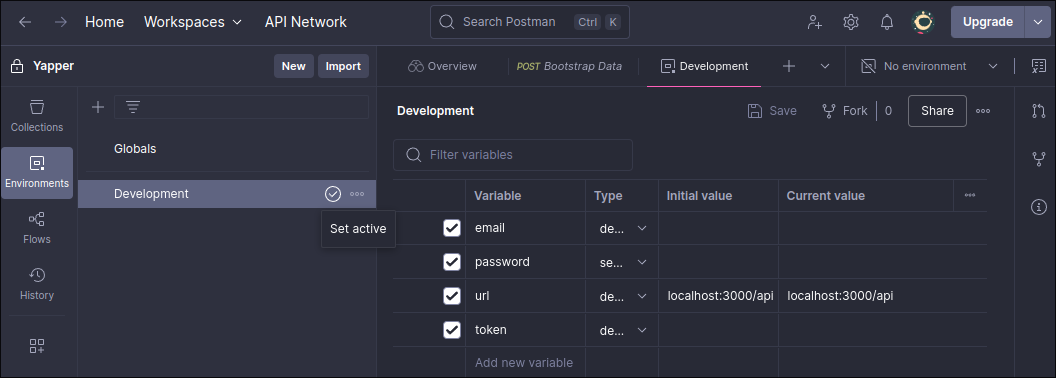 Home Workspaces API Network Search Postman Ctrl K Upgrade
Yapper New Import Overview POST Bootstrap Data Development No environment
Collections
Environments
Flows
History
Globals
Development
Set active
Development Save Fork 0 Share
Filter variables
Variable Type Initial value Current value
email de...
password se...
url de... localhost:3000/api localhost:3000/api
token de...
Add new variable